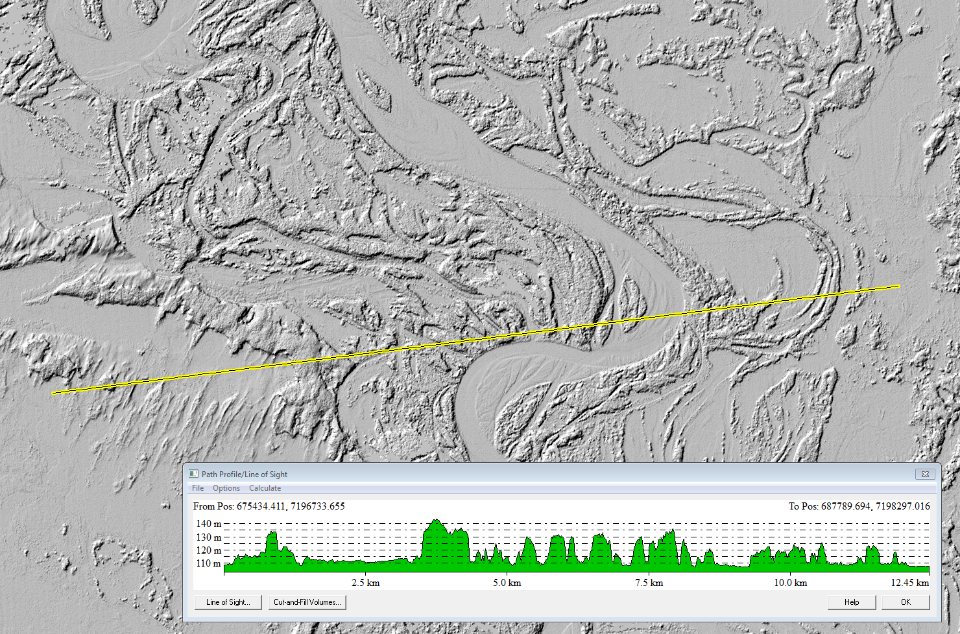 Path Profile/Line of Sight
File Options Calculate
From Pos: 675434.411, 7196733.655 To Pos: 687789.694, 7198297.016
140 m
130 m
120 m
110 m
2.5 km 5.0 km 7.5 km 10.0 km 12.45 km
Line of Sight... Cut-and-Fill Volumes... Help OK